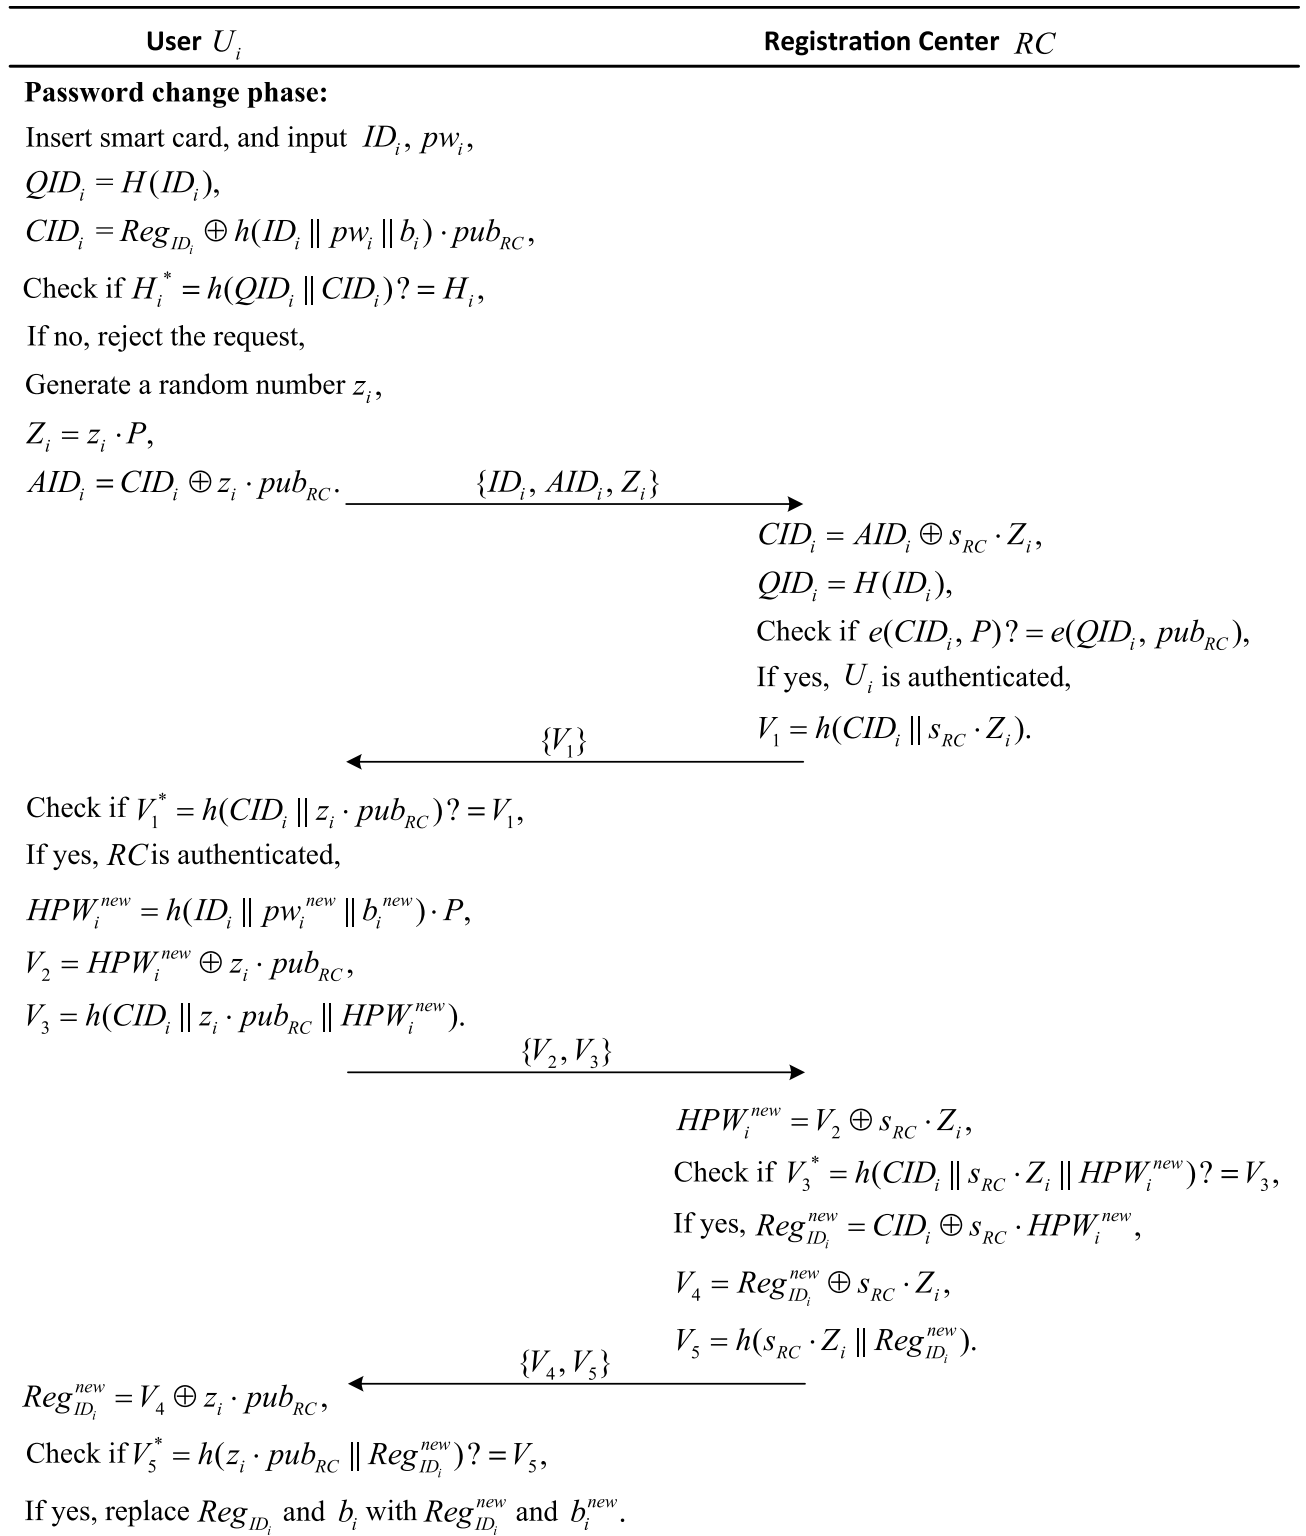 User U_i Registration Center RC
Password change phase:
Insert smart card, and input ID_i, pw_i,
QID_i = H(ID_i),
CID_i = Reg_{ID_i} ⊕ h(ID_i || pw_i || b_i) · pub_{RC},
Check if H_i^* = h(QID_i || CID_i)? = H_i,
If no, reject the request,
Generate a random number z_i,
Z_i = z_i · P,
AID_i = CID_i ⊕ z_i · pub_{RC}. {ID_i, AID_i, Z_i}
CID_i = AID_i ⊕ s_{RC} · Z_i,
QID_i = H(ID_i),
Check if e(CID_i, P)? = e(QID_i, pub_{RC}),
If yes, U_i is authenticated,
V_1 = h(CID_i || s_{RC} · Z_i).
{V_1}
Check if V_1^* = h(CID_i || z_i · pub_{RC})? = V_1,
If yes, RC is authenticated,
HPW_i^{new} = h(ID_i || pw_i^{new} || b_i^{new}) · P,
V_2 = HPW_i^{new} ⊕ z_i · pub_{RC},
V_3 = h(CID_i || z_i · pub_{RC} || HPW_i^{new}).
{V_2, V_3}
HPW_i^{new} = V_2 ⊕ s_{RC} · Z_i,
Check if V_3^* = h(CID_i || s_{RC} · Z_i || HPW_i^{new})? = V_3,
If yes, Reg_{ID_i}^{new} = CID_i ⊕ s_{RC} · HPW_i^{new},
V_4 = Reg_{ID_i}^{new} ⊕ s_{RC} · Z_i,
V_5 = h(s_{RC} · Z_i || Reg_{ID_i}^{new}).
{V_4, V_5}
Reg_{ID_i}^{new} = V_4 ⊕ z_i · pub_{RC},
Check if V_5^* = h(z_i · pub_{RC} || Reg_{ID_i}^{new})? = V_5,
If yes, replace Reg_{ID_i} and b_i with Reg_{ID_i}^{new} and b_i^{new}.